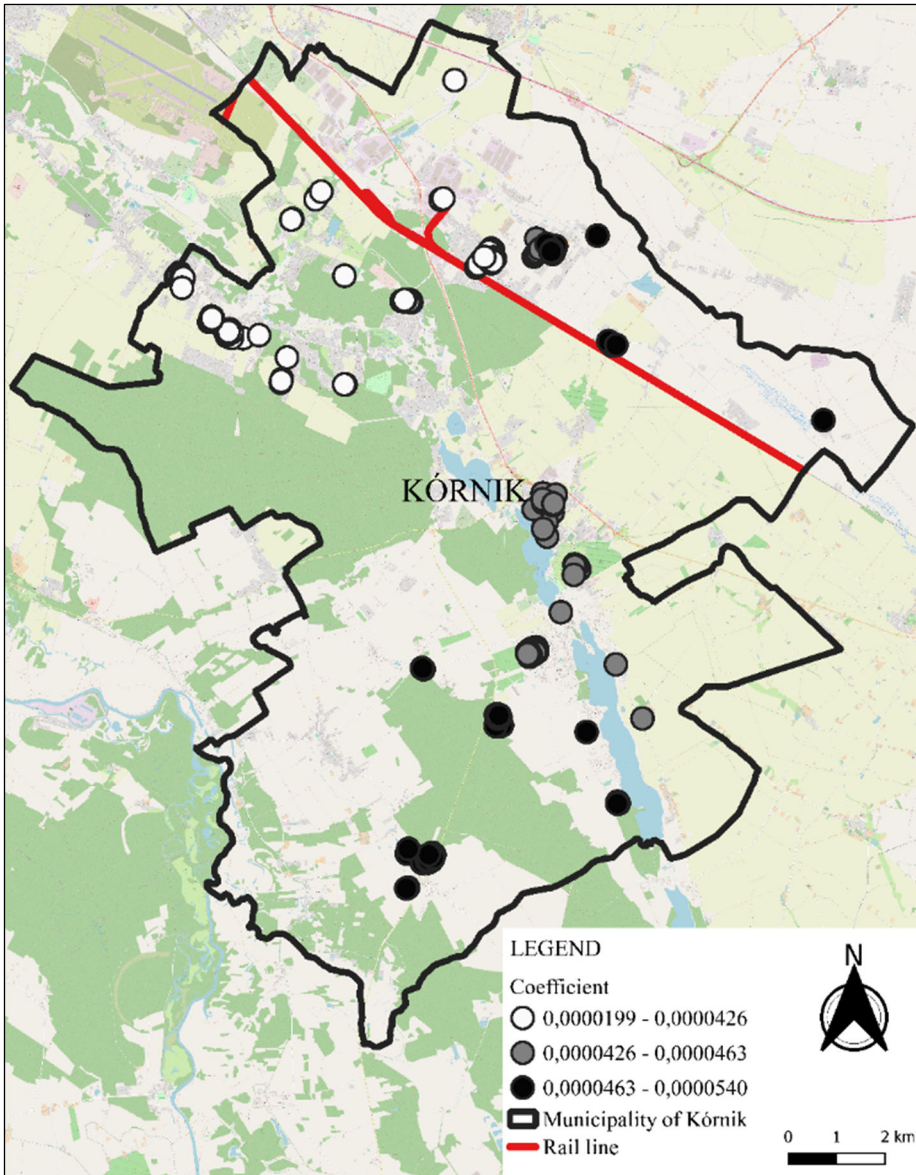 KÓRNIK
LEGEND
N
Coefficient
0,0000199 - 0,0000426
0,0000426 - 0,0000463
0,0000463 - 0,0000540
Municipality of Kórnik
Rail line
0 1 2 km